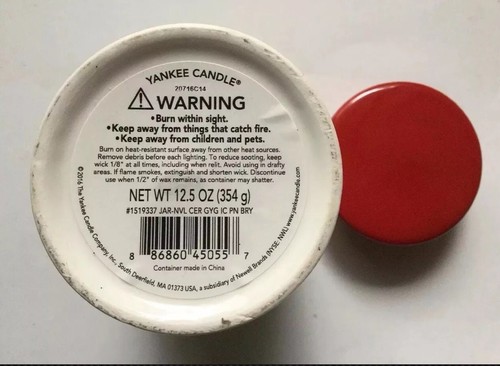 YANKEE CANDLE®
20716C14
WARNING
•Burn within sight.
•Keep away from things that catch fire.
•Keep away from children and pets.
Burn on heat-resistant surface away from other heat sources.
Remove debris before each lighting. To reduce sooting, keep
wick 1/8" at all times, including when relit. Avoid using in drafty
areas. If flame smokes, extinguish and shorten wick. Discontinue
use when 1/2" of wax remains, as container may shatter.
NET WT 12.5 OZ (354 g)
#1519337 JAR-NVL CER GYG IC PN BRY
8 86860 45055 7
Container made in China
©2016 The Yankee Candle Company, Inc., South Deerfield, MA 01373 USA, a subsidiary of Newell Brands (NYSE: NWL) www.yankeecandle.com